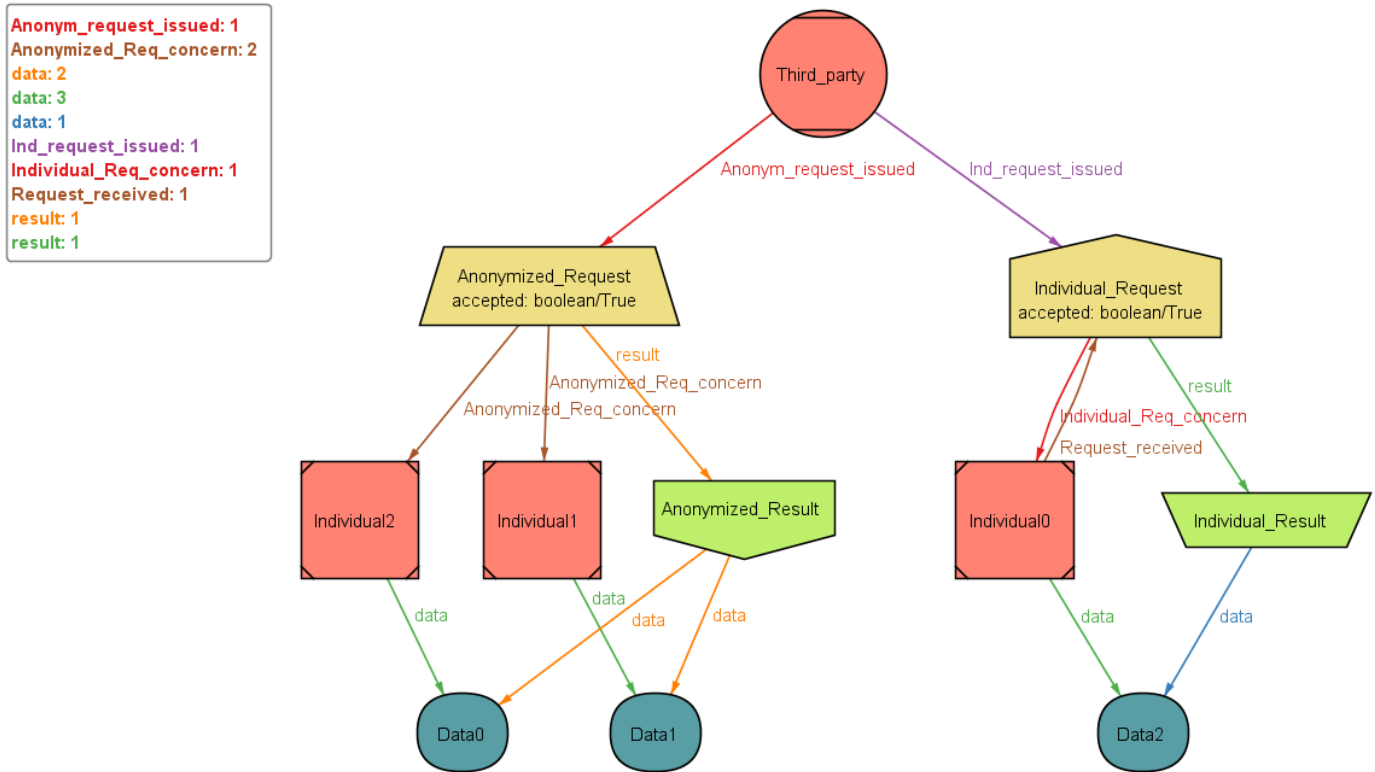 Anonym_request_issued: 1
Anonymized_Req_concern: 2
data: 2
data: 3
data: 1
Ind_request_issued: 1
Individual_Req_concern: 1
Request_received: 1
result: 1
result: 1
Third_party
Anonym_request_issued
Ind_request_issued
Anonymized_Request
accepted: boolean/True
Individual_Request
accepted: boolean/True
result
Anonymized_Req_concern
Anonymized_Req_concern
result
Individual_Req_concern
Request_received
Individual2
Individual1
Anonymized_Result
Individual0
Individual_Result
data
data
data
data
data
data
Data0
Data1
Data2